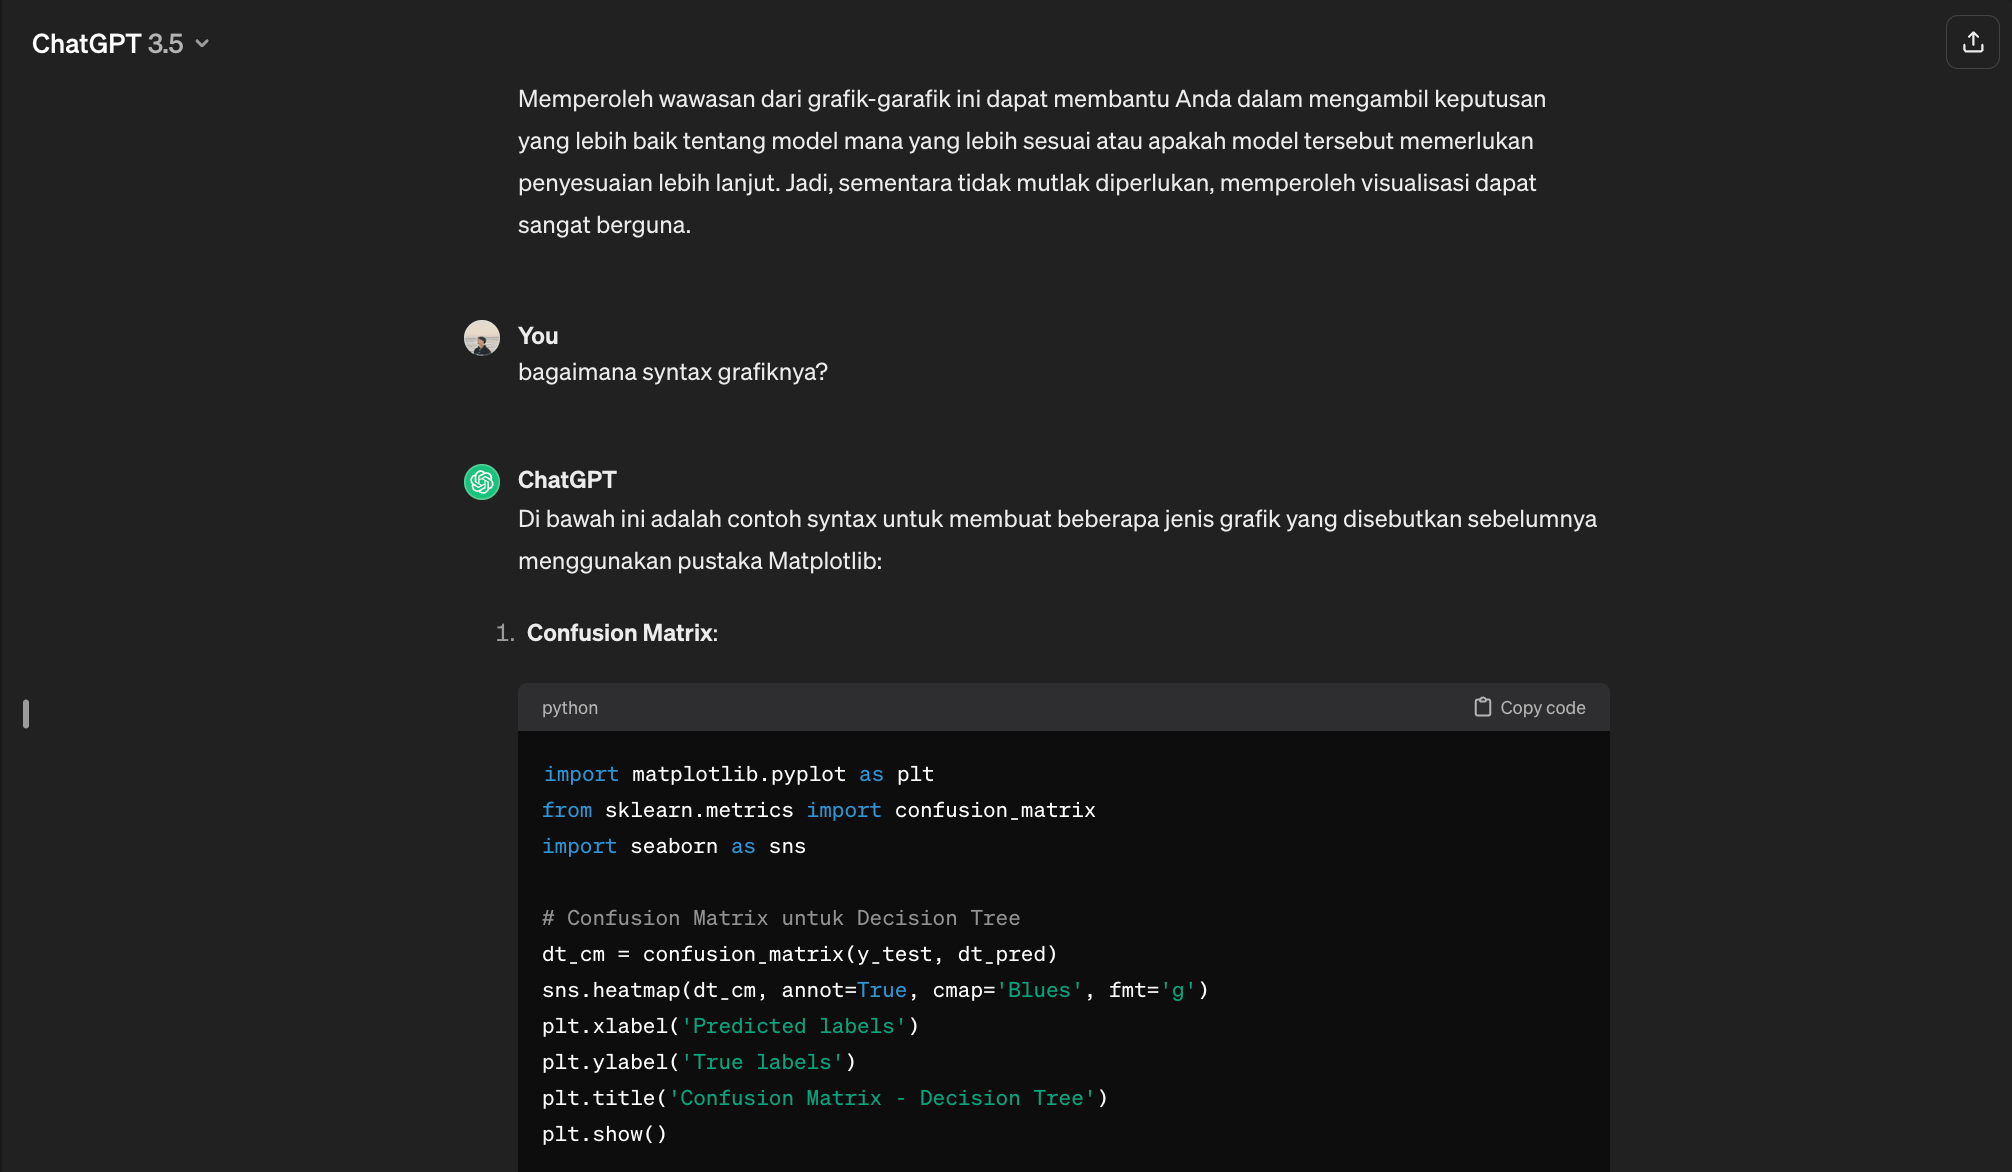 ChatGPT 3.5
Memperoleh wawasan dari grafik-garafik ini dapat membantu Anda dalam mengambil keputusan
yang lebih baik tentang model mana yang lebih sesuai atau apakah model tersebut memerlukan
penyesuaian lebih lanjut. Jadi, sementara tidak mutlak diperlukan, memperoleh visualisasi dapat
sangat berguna.
You
bagaimana syntax grafiknya?
ChatGPT
Di bawah ini adalah contoh syntax untuk membuat beberapa jenis grafik yang disebutkan sebelumnya
menggunakan pustaka Matplotlib:
1. Confusion Matrix:
python Copy code
import matplotlib.pyplot as plt
from sklearn.metrics import confusion_matrix
import seaborn as sns
# Confusion Matrix untuk Decision Tree
dt_cm = confusion_matrix(y_test, dt_pred)
sns.heatmap(dt_cm, annot=True, cmap='Blues', fmt='g')
plt.xlabel('Predicted labels')
plt.ylabel('True labels')
plt.title('Confusion Matrix - Decision Tree')
plt.show()